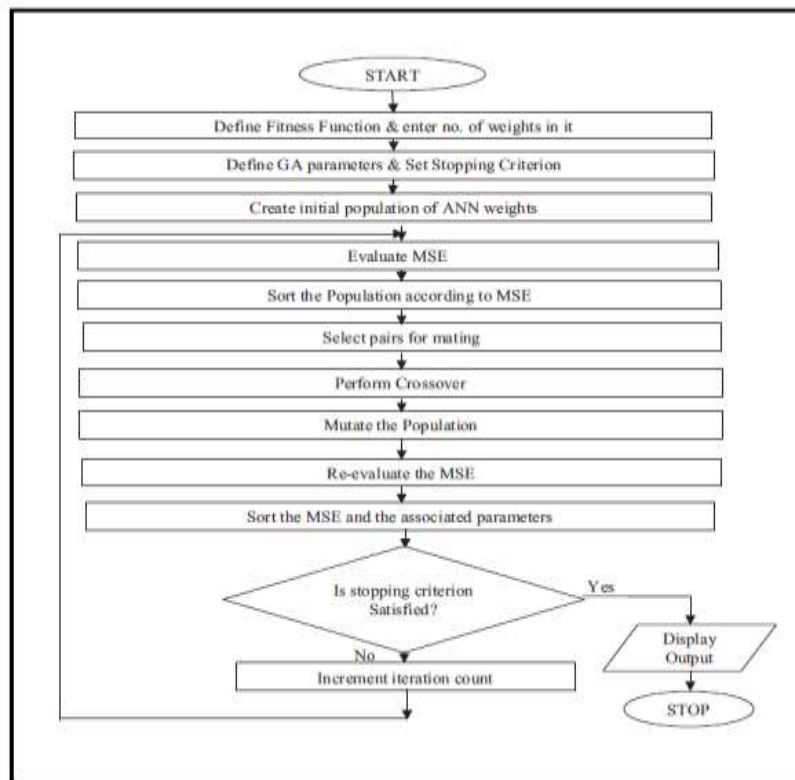 START
Define Fitness Function & enter no. of weights in it
Define GA parameters & Set Stopping Criterion
Create initial population of ANN weights
Evaluate MSE
Sort the Population according to MSE
Select pairs for mating
Perform Crossover
Mutate the Population
Re-evaluate the MSE
Sort the MSE and the associated parameters
Is stopping criterion
Satisfied?
Yes
Display
Output
No
Increment iteration count
STOP